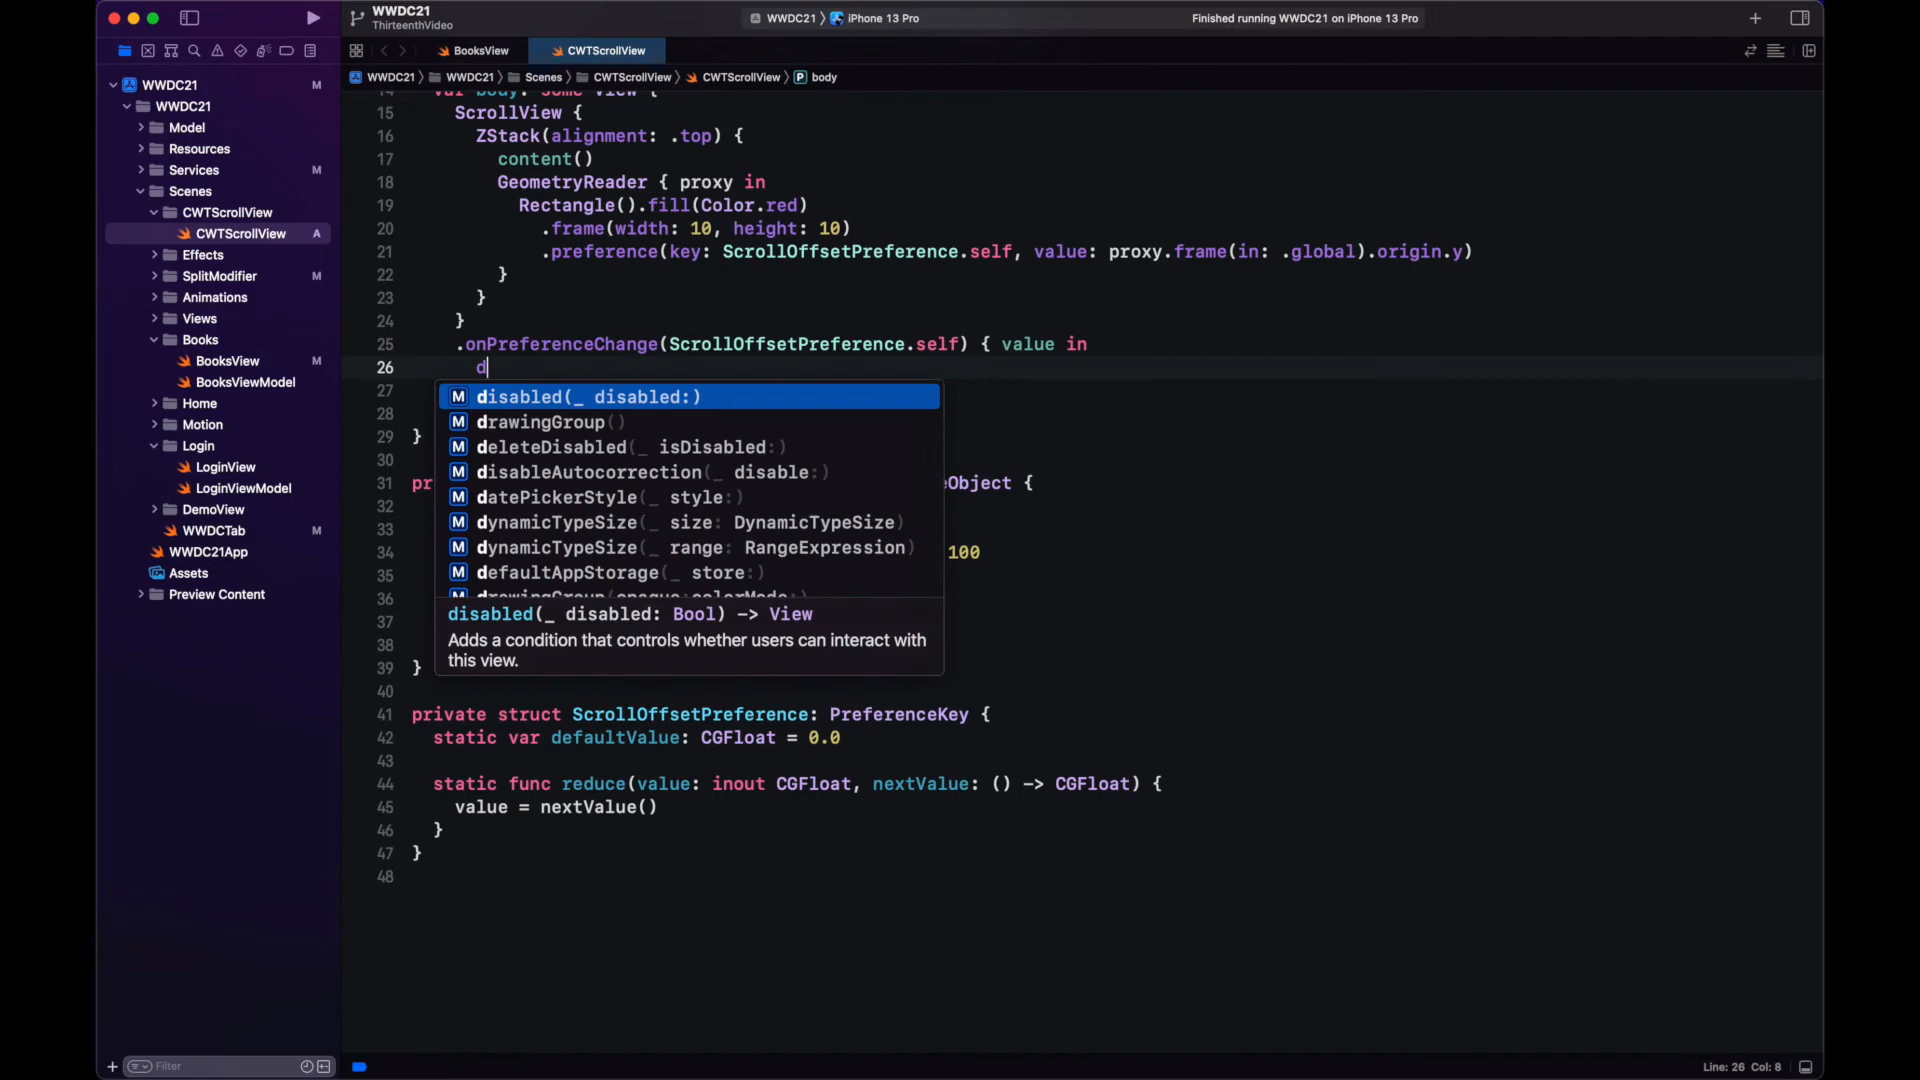 WWDC21
ThirteenthVideo
WWDC21 iPhone 13 Pro
Finished running WWDC21 on iPhone 13 Pro
BooksView
CWTScrollView
WWDC21 WWDC21 Scenes CWTScrollView CWTScrollView body
WWDC21 M
WWDC21
Model
Resources
Services M
Scenes
CWTScrollView
CWTScrollView A
Effects
SplitModifier M
Animations
Views
Books
BooksView M
BooksViewModel
Home
Motion
Login
LoginView
LoginViewModel
DemoView
WWDCTab M
WWDC21App
Assets
Preview Content
Filter
14 var body: some View {
15 ScrollView {
16 ZStack(alignment: .top) {
17 content()
18 GeometryReader { proxy in
19 Rectangle().fill(Color.red)
20 .frame(width: 10, height: 10)
21 .preference(key: ScrollOffsetPreference.self, value: proxy.frame(in: .global).origin.y)
22 }
23 }
24 }
25 .onPreferenceChange(ScrollOffsetPreference.self) { value in
26 d
27
28
29 }
30
31 pr eObject {
32
33
34 100
35
36
37
38
39 }
40
41 private struct ScrollOffsetPreference: PreferenceKey {
42 static var defaultValue: CGFloat = 0.0
43
44 static func reduce(value: inout CGFloat, nextValue: () -> CGFloat) {
45 value = nextValue()
46 }
47 }
48
M disabled(_ disabled:)
M drawingGroup()
M deleteDisabled(_ isDisabled:)
M disableAutocorrection(_ disable:)
M datePickerStyle(_ style:)
M dynamicTypeSize(_ size: DynamicTypeSize)
M dynamicTypeSize(_ range: RangeExpression)
M defaultAppStorage(_ store:)
M drawingGroup(opaque:colorMode:)
disabled(_ disabled: Bool) -> View
Adds a condition that controls whether users can interact with
this view.
Line: 26 Col: 8